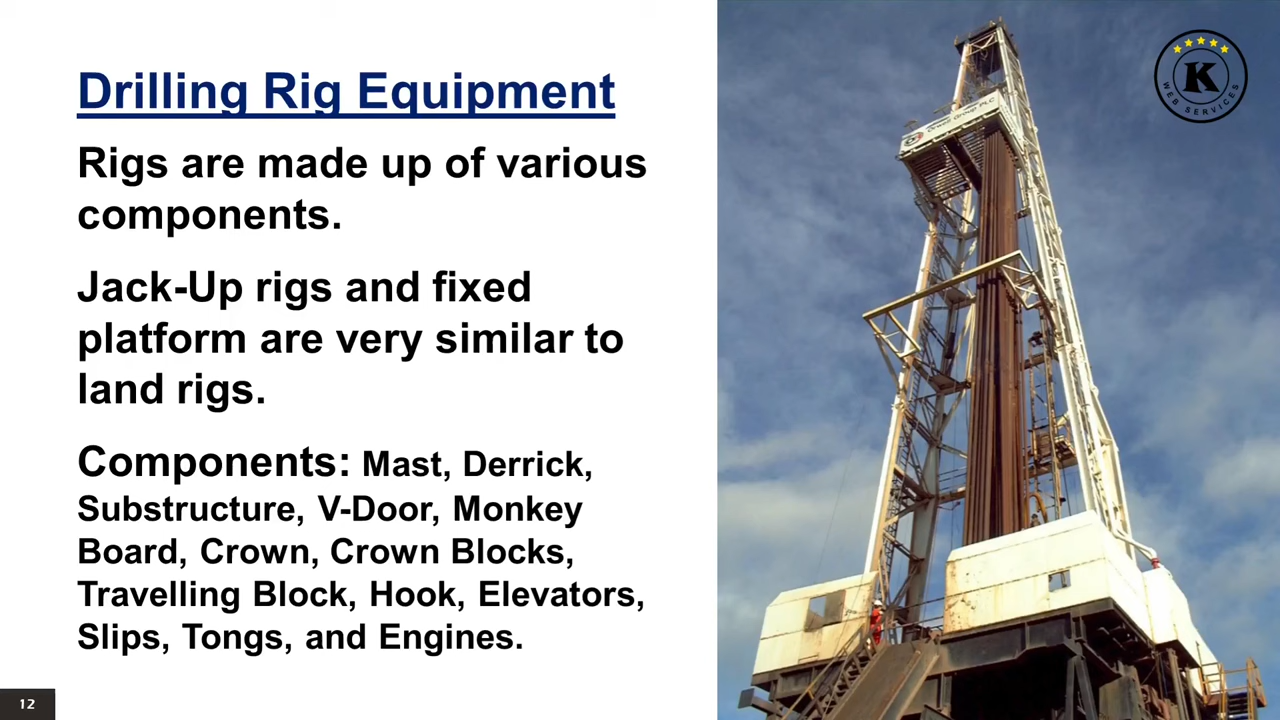 Drilling Rig Equipment
Rigs are made up of various
components.
Jack-Up rigs and fixed
platform are very similar to
land rigs.
Components: Mast, Derrick,
Substructure, V-Door, Monkey
Board, Crown, Crown Blocks,
Travelling Block, Hook, Elevators,
Slips, Tongs, and Engines.
12
K
WEB SERVICES
Group PLC